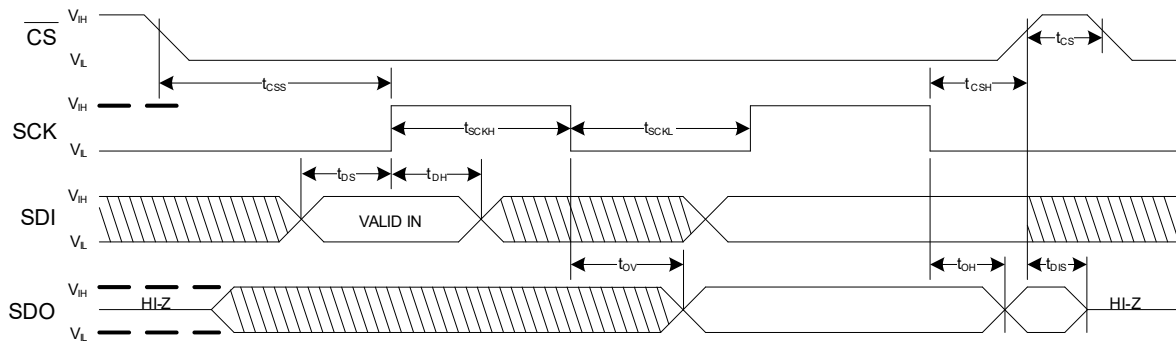 V_IH
CS
t_CS
V_IL
t_CSS
t_CSH
V_IH
SCK
t_SCKH
t_SCKL
V_IL
t_DS
t_DH
V_IH
SDI
VALID IN
V_IL
t_OV
t_OH
t_DIS
V_IH
SDO
HI-Z
HI-Z
V_IL